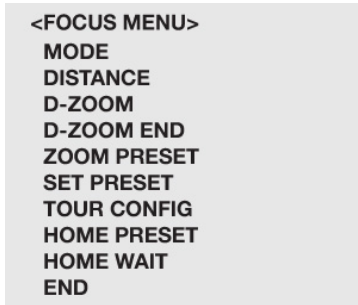 <FOCUS MENU>
MODE
DISTANCE
D-ZOOM
D-ZOOM END
ZOOM PRESET
SET PRESET
TOUR CONFIG
HOME PRESET
HOME WAIT
END